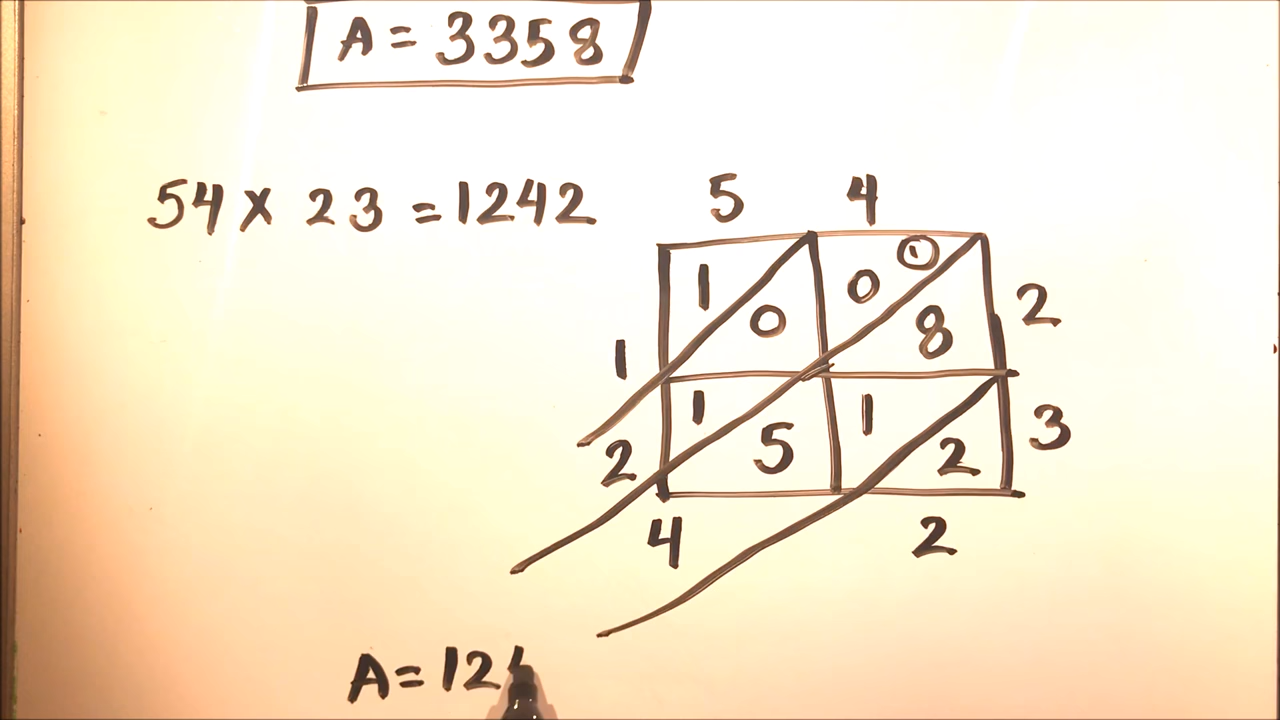 A = 3358
54 x 23 = 1242
5 4
1 0 0 1 8 2
1
1 5 1 2 3
2
4 2
A = 12